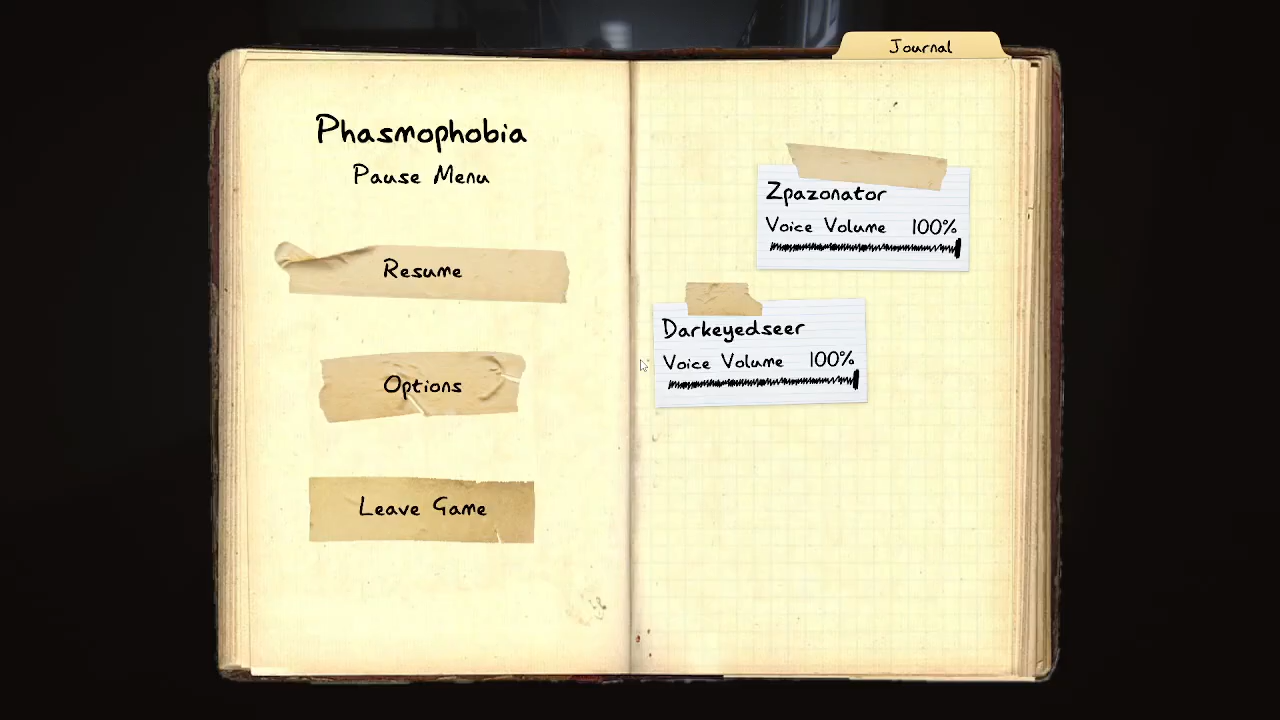 Journal
Phasmophobia
Pause Menu
Resume
Options
Leave Game
Zpazonator
Voice Volume 100%
Darkeyedseer
Voice Volume 100%